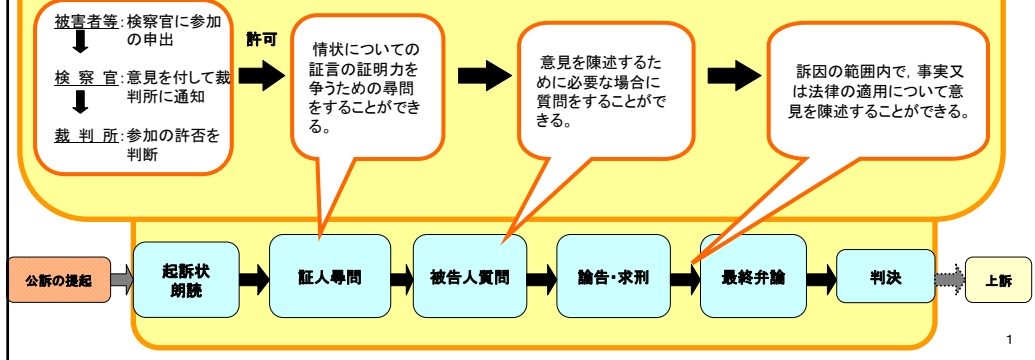 被害者等：検察官に参加
の申出
検 察 官：意見を付して裁
判所に通知
裁 判 所：参加の許否を
判断
許可
情状についての
証言の証明力を
争うための尋問
をすることができ
る。
意見を陳述するた
めに必要な場合に
質問をすることがで
きる。
訴因の範囲内で，事実又
は法律の適用について意
見を陳述することができる。
公訴の提起
起訴状
朗読
証人尋問
被告人質問
論告・求刑
最終弁論
判決
上訴
1